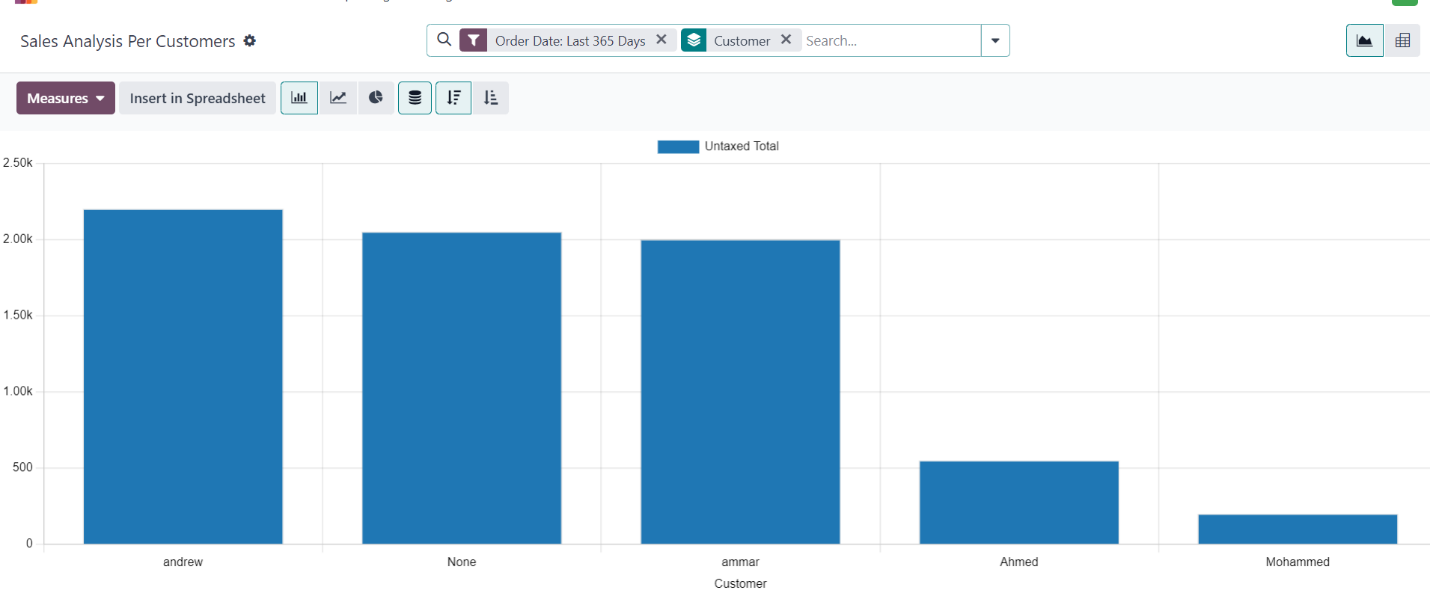 Sales Analysis Per Customers
Order Date: Last 365 Days
Customer
Search...
Measures
Insert in Spreadsheet
Untaxed Total
2.50k
2.00k
1.50k
1.00k
500
0
andrew
None
ammar
Ahmed
Mohammed
Customer